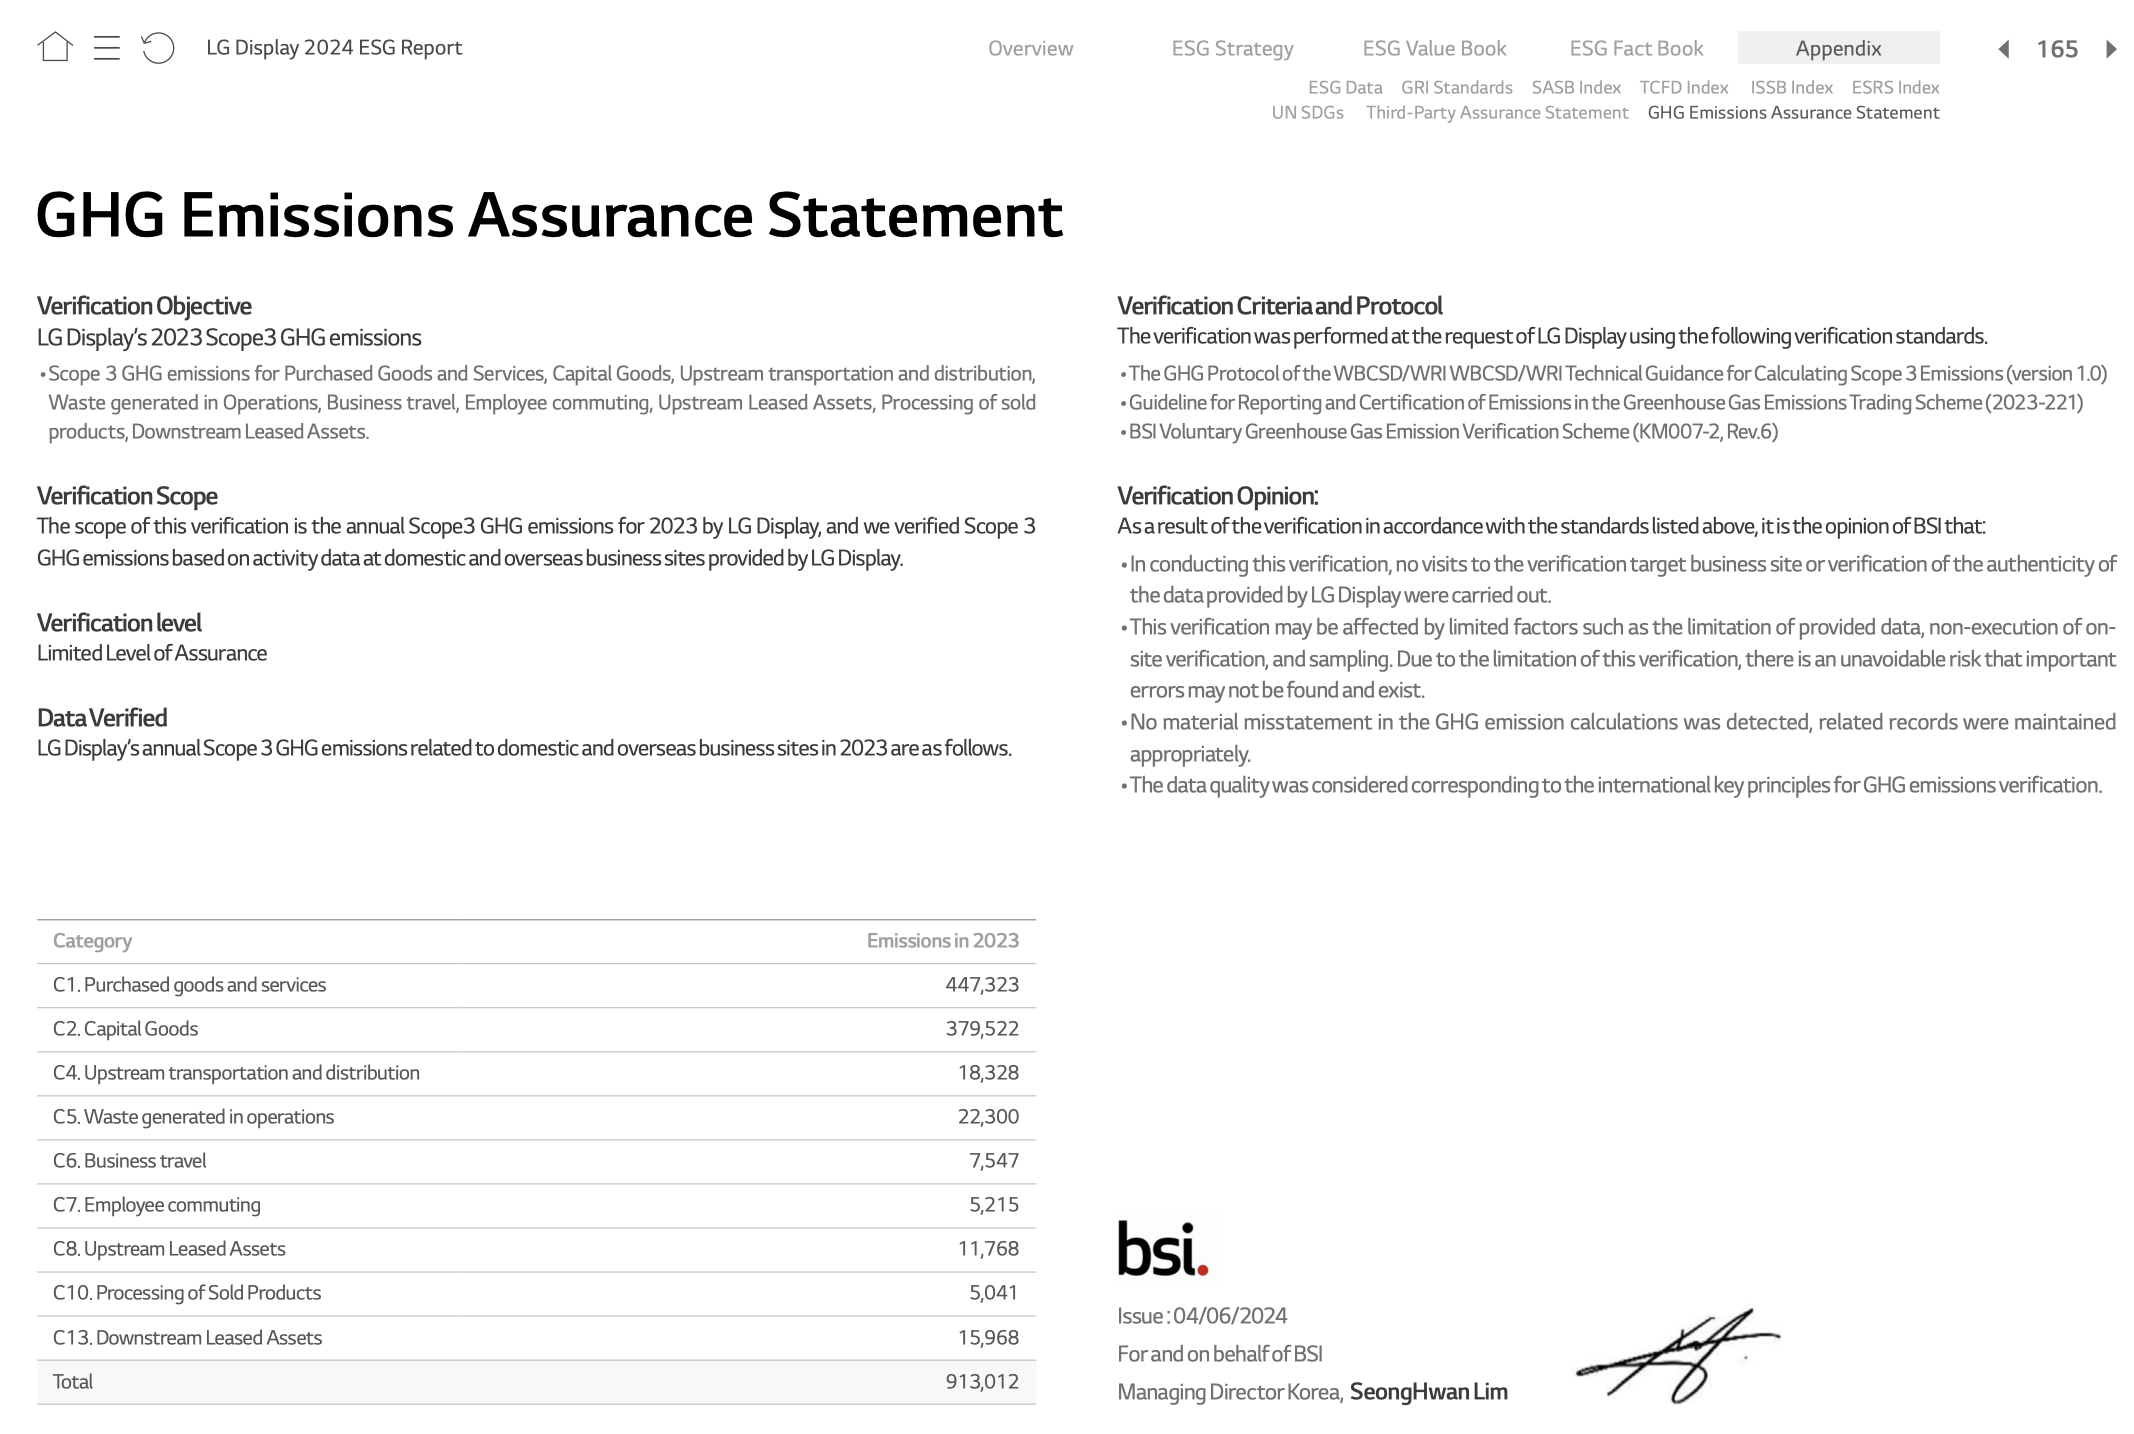 LG Display 2024 ESG Report
Overview ESG Strategy ESG Value Book ESG Fact Book Appendix 165
ESG Data GRI Standards SASB Index TCFD Index ISSB Index ESRS Index
UN SDGs Third-Party Assurance Statement GHG Emissions Assurance Statement
GHG Emissions Assurance Statement
Verification Objective
LG Display's 2023 Scope3 GHG emissions
• Scope 3 GHG emissions for Purchased Goods and Services, Capital Goods, Upstream transportation and distribution,
Waste generated in Operations, Business travel, Employee commuting, Upstream Leased Assets, Processing of sold
products, Downstream Leased Assets.
Verification Scope
The scope of this verification is the annual Scope3 GHG emissions for 2023 by LG Display, and we verified Scope 3
GHG emissions based on activity data at domestic and overseas business sites provided by LG Display.
Verification level
Limited Level of Assurance
Data Verified
LG Display's annual Scope 3 GHG emissions related to domestic and overseas business sites in 2023 are as follows.
Category Emissions in 2023
C1. Purchased goods and services 447,323
C2. Capital Goods 379,522
C4. Upstream transportation and distribution 18,328
C5. Waste generated in operations 22,300
C6. Business travel 7,547
C7. Employee commuting 5,215
C8. Upstream Leased Assets 11,768
C10. Processing of Sold Products 5,041
C13. Downstream Leased Assets 15,968
Total 913,012
Verification Criteria and Protocol
The verification was performed at the request of LG Display using the following verification standards.
• The GHG Protocol of the WBCSD/WRI WBCSD/WRI Technical Guidance for Calculating Scope 3 Emissions (version 1.0)
• Guideline for Reporting and Certification of Emissions in the Greenhouse Gas Emissions Trading Scheme (2023-221)
• BSI Voluntary Greenhouse Gas Emission Verification Scheme (KM007-2, Rev.6)
Verification Opinion:
As a result of the verification in accordance with the standards listed above, it is the opinion of BSI that:
• In conducting this verification, no visits to the verification target business site or verification of the authenticity of
the data provided by LG Display were carried out.
• This verification may be affected by limited factors such as the limitation of provided data, non-execution of on-
site verification, and sampling. Due to the limitation of this verification, there is an unavoidable risk that important
errors may not be found and exist.
• No material misstatement in the GHG emission calculations was detected, related records were maintained
appropriately.
• The data quality was considered corresponding to the international key principles for GHG emissions verification.
bsi.
Issue : 04/06/2024
For and on behalf of BSI
Managing Director Korea, SeongHwan Lim